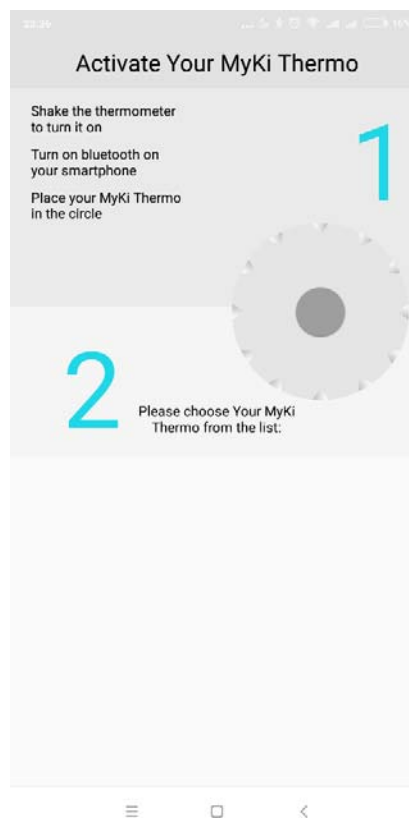 Activate Your MyKi Thermo
Shake the thermometer
to turn it on
Turn on bluetooth on
your smartphone
Place your MyKi Thermo
in the circle
1
2
Please choose Your MyKi
Thermo from the list: